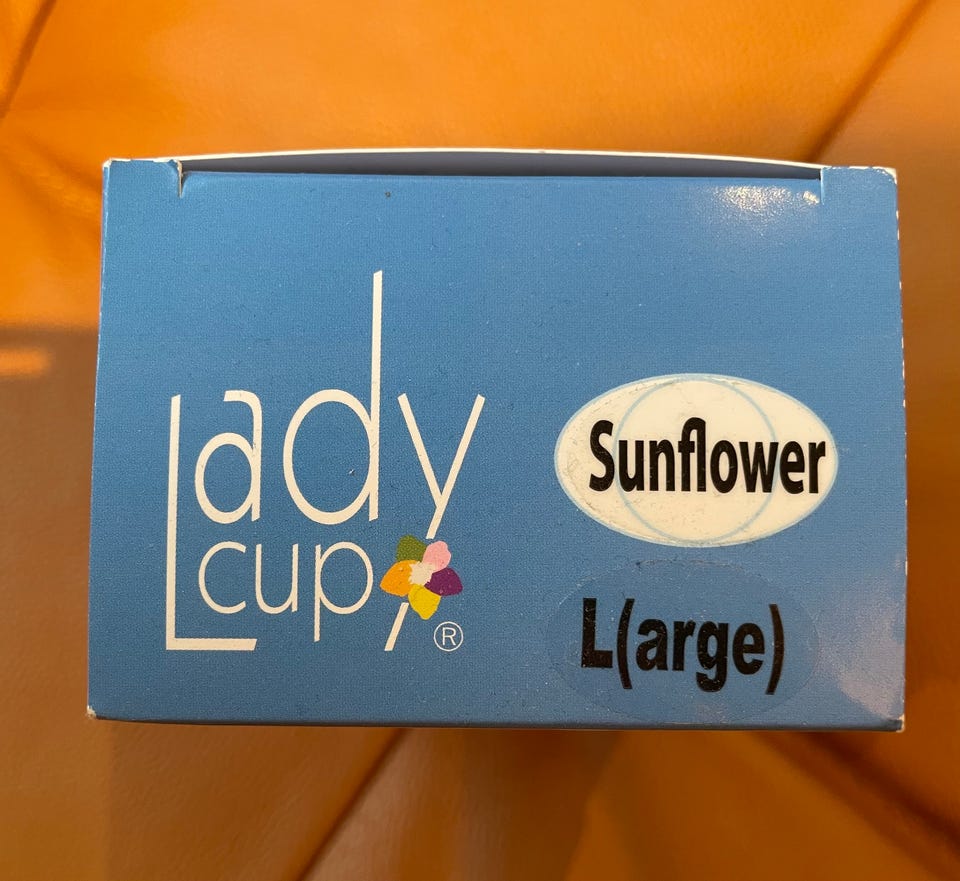 Lady
cup
®
Sunflower
L(arge)